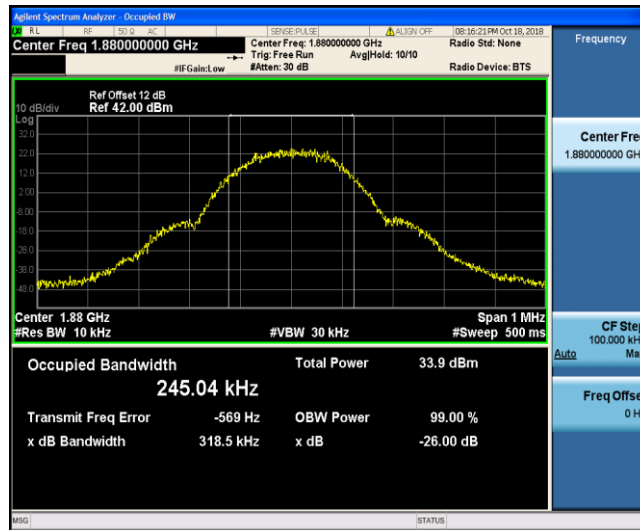 Agilent Spectrum Analyzer - Occupied BW
RL RF 50 Ω AC SENSE:PULSE ALIGN OFF 08:16:21 PM Oct 18, 2018
Center Freq 1.880000000 GHz
Center Freq: 1.880000000 GHz
Radio Std: None
Trig: Free Run Avg|Hold: 10/10
#IFGain:Low #Atten: 30 dB Radio Device: BTS
Frequency
Ref Offset 12 dB
10 dB/div Ref 42.00 dBm
Log
32.0
22.0
12.0
2.00
-8.00
-18.0
-28.0
-38.0
-48.0
Center Fre
1.880000000 GH
Center 1.88 GHz Span 1 MHz
#Res BW 10 kHz #VBW 30 kHz #Sweep 500 ms
CF Step
100.000 kH
Auto Ma
Occupied Bandwidth Total Power 33.9 dBm
245.04 kHz
Transmit Freq Error -569 Hz OBW Power 99.00 %
x dB Bandwidth 318.5 kHz x dB -26.00 dB
Freq Offse
0 H
MSG STATUS